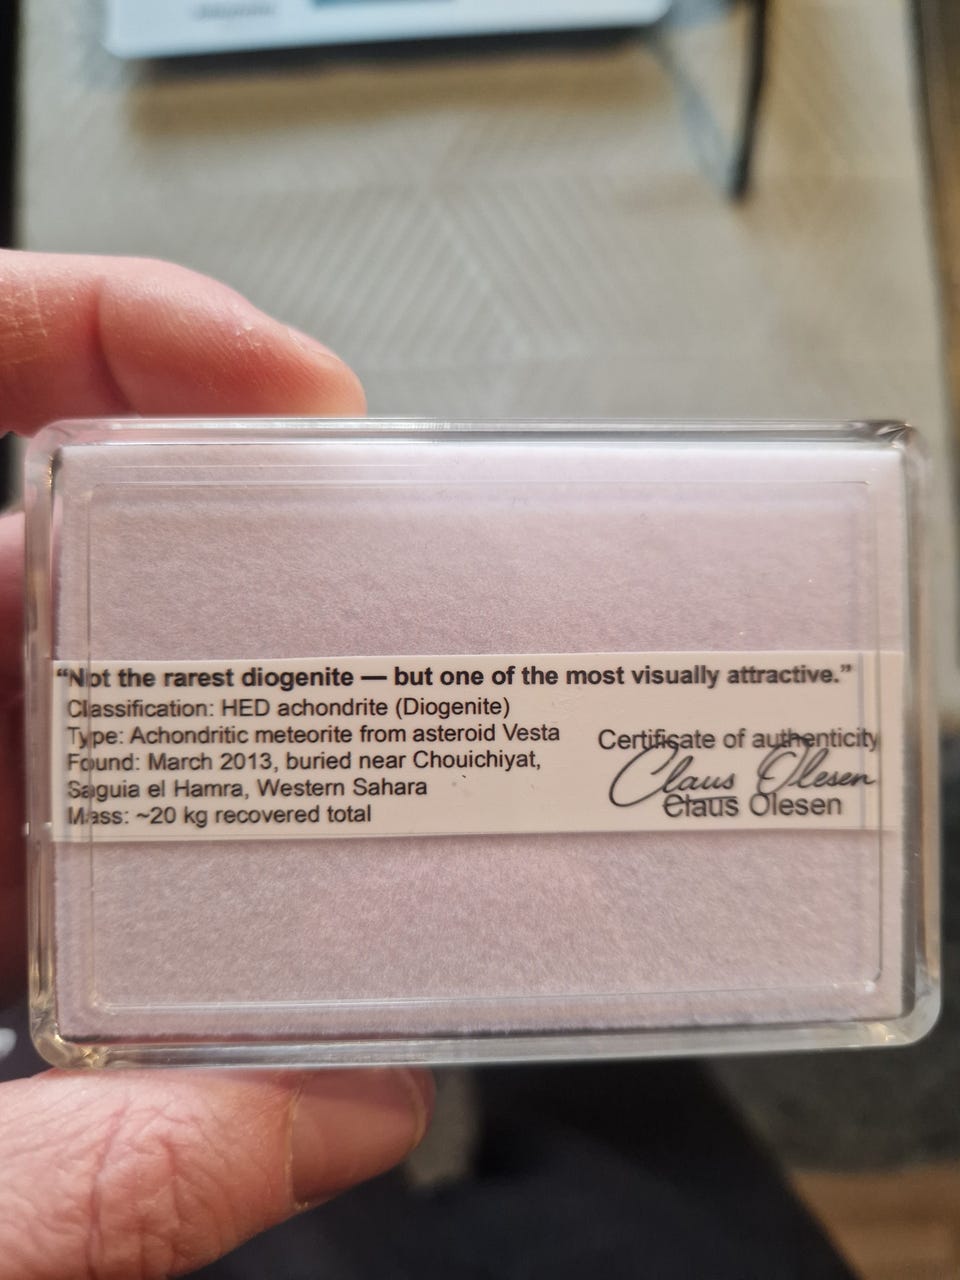 “Not the rarest diogenite — but one of the most visually attractive.”
Classification: HED achondrite (Diogenite)
Type: Achondritic meteorite from asteroid Vesta
Found: March 2013, buried near Chouichiyat,
Saguia el Hamra, Western Sahara
Mass: ~20 kg recovered total
Certificate of authenticity
Claus Olesen
Claus Olesen